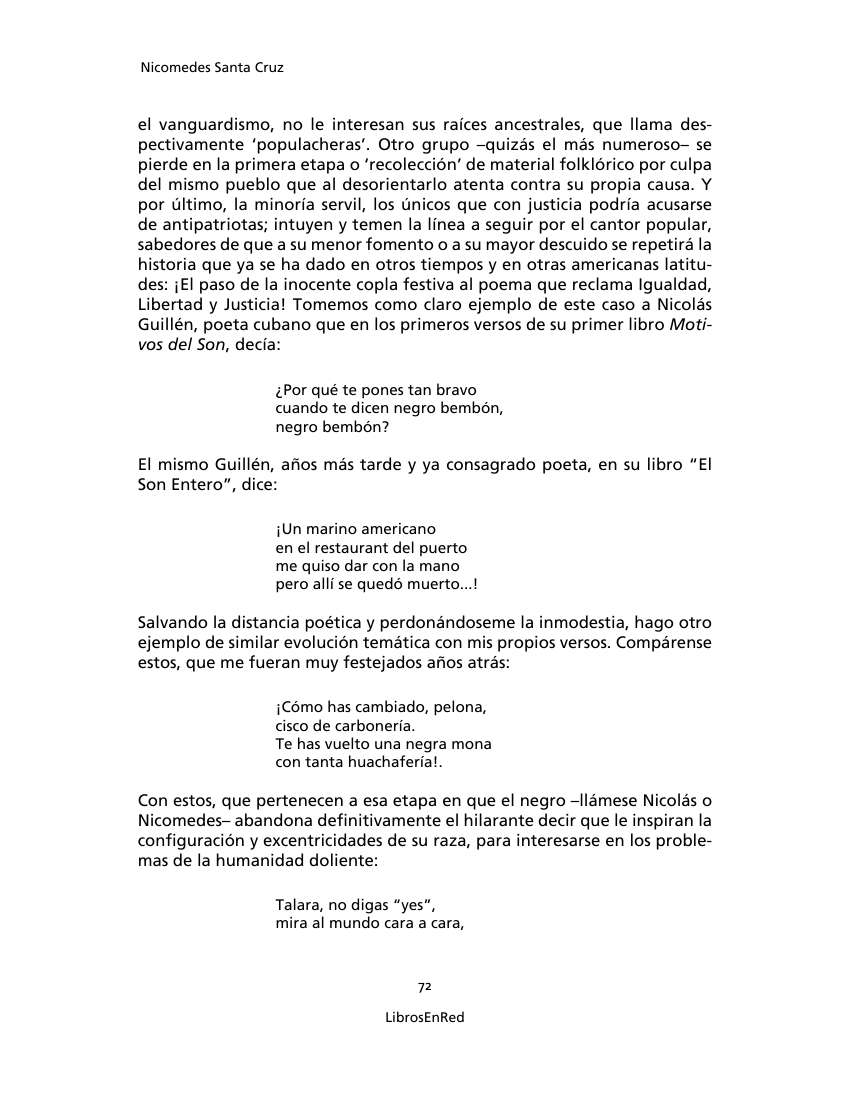 Nicomedes Santa Cruz
el vanguardismo, no le interesan sus raíces ancestrales, que llama des-
pectivamente ‘populacheras’. Otro grupo –quizás el más numeroso– se
pierde en la primera etapa o ‘recolección’ de material folklórico por culpa
del mismo pueblo que al desorientarlo atenta contra su propia causa. Y
por último, la minoría servil, los únicos que con justicia podría acusarse
de antipatriotas; intuyen y temen la línea a seguir por el cantor popular,
sabedores de que a su menor fomento o a su mayor descuido se repetirá la
historia que ya se ha dado en otros tiempos y en otras americanas latitu-
des: ¡El paso de la inocente copla festiva al poema que reclama Igualdad,
Libertad y Justicia! Tomemos como claro ejemplo de este caso a Nicolás
Guillén, poeta cubano que en los primeros versos de su primer libro Moti-
vos del Son, decía:
¿Por qué te pones tan bravo
cuando te dicen negro bembón,
negro bembón?
El mismo Guillén, años más tarde y ya consagrado poeta, en su libro “El
Son Entero”, dice:
¡Un marino americano
en el restaurant del puerto
me quiso dar con la mano
pero allí se quedó muerto...!
Salvando la distancia poética y perdonándoseme la inmodestia, hago otro
ejemplo de similar evolución temática con mis propios versos. Compárense
estos, que me fueran muy festejados años atrás:
¡Cómo has cambiado, pelona,
cisco de carbonería.
Te has vuelto una negra mona
con tanta huachafería!.
Con estos, que pertenecen a esa etapa en que el negro –llámese Nicolás o
Nicomedes– abandona definitivamente el hilarante decir que le inspiran la
configuración y excentricidades de su raza, para interesarse en los proble-
mas de la humanidad doliente:
Talara, no digas “yes”,
mira al mundo cara a cara,
72
LibrosEnRed